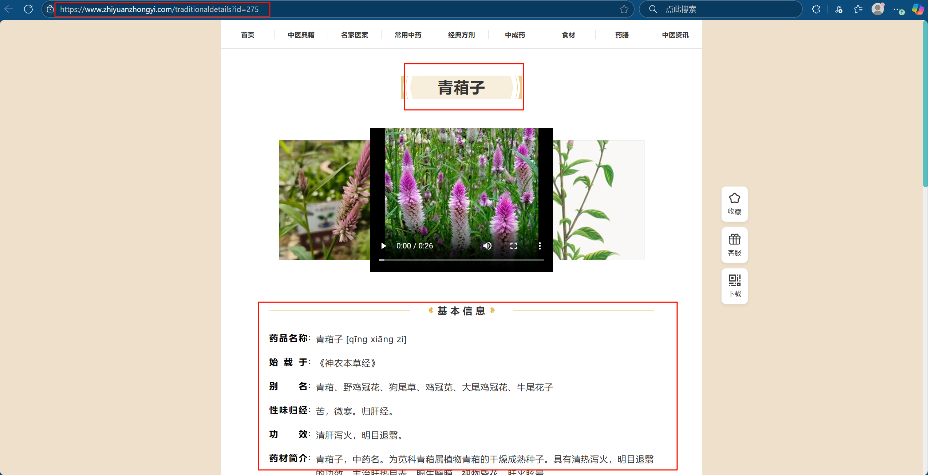 https://www.zhiyuanzhongyi.com/traditionaldetails?id=275
点此搜索
首页 中医典籍 名家医案 常用中药 经典方剂 中成药 食材 药膳 中医资讯
青葙子
0:00 / 0:26
收藏
客服
下载
基本信息
药品名称: 青葙子 [qīng xiāng zǐ]
始载于: 《神农本草经》
别名: 青葙、野鸡冠花、狗尾草、鸡冠苋、大尾鸡冠花、牛尾花子
性味归经: 苦，微寒。归肝经。
功效: 清肝泻火，明目退翳。
药材简介: 青葙子，中药名。为苋科青葙属植物青葙的干燥成熟种子。具有清热泻火，明目退翳